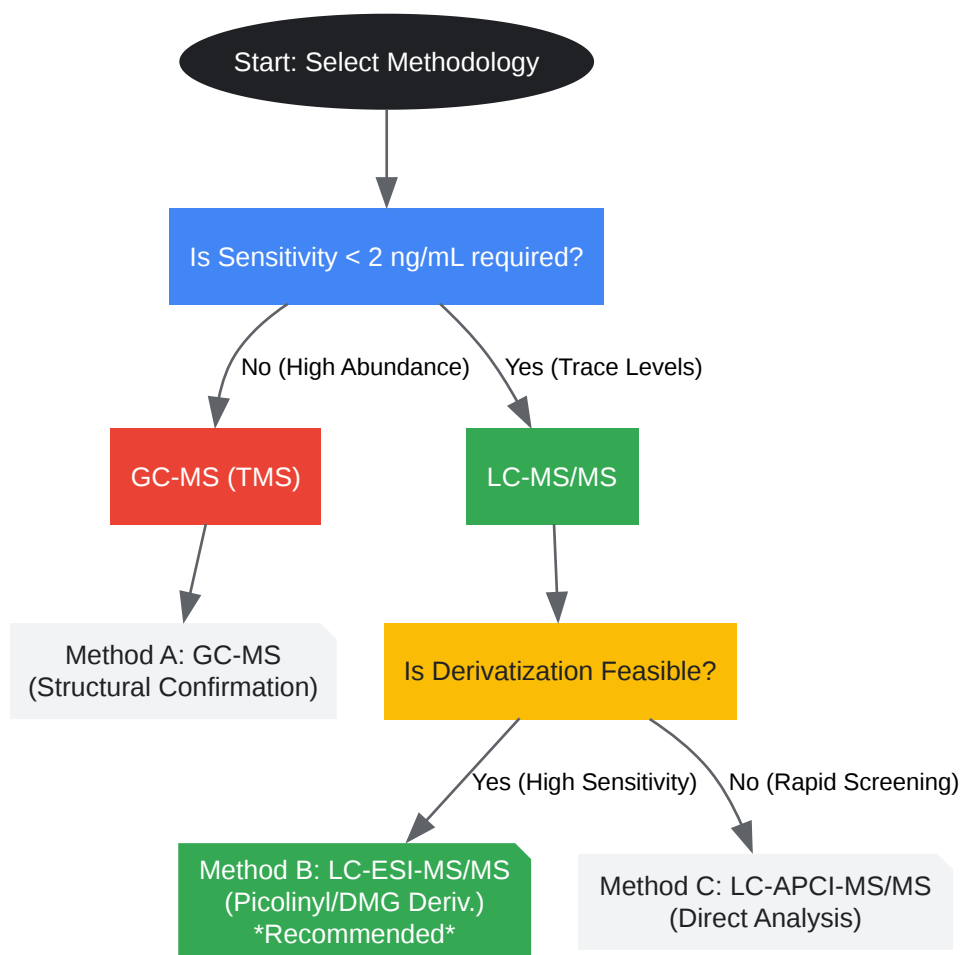 Start: Select Methodology
Is Sensitivity < 2 ng/mL required?
No (High Abundance)
Yes (Trace Levels)
GC-MS (TMS)
LC-MS/MS
Method A: GC-MS
(Structural Confirmation)
Is Derivatization Feasible?
Yes (High Sensitivity)
No (Rapid Screening)
Method B: LC-ESI-MS/MS
(Picolinyl/DMG Deriv.)
*Recommended*
Method C: LC-APCI-MS/MS
(Direct Analysis)